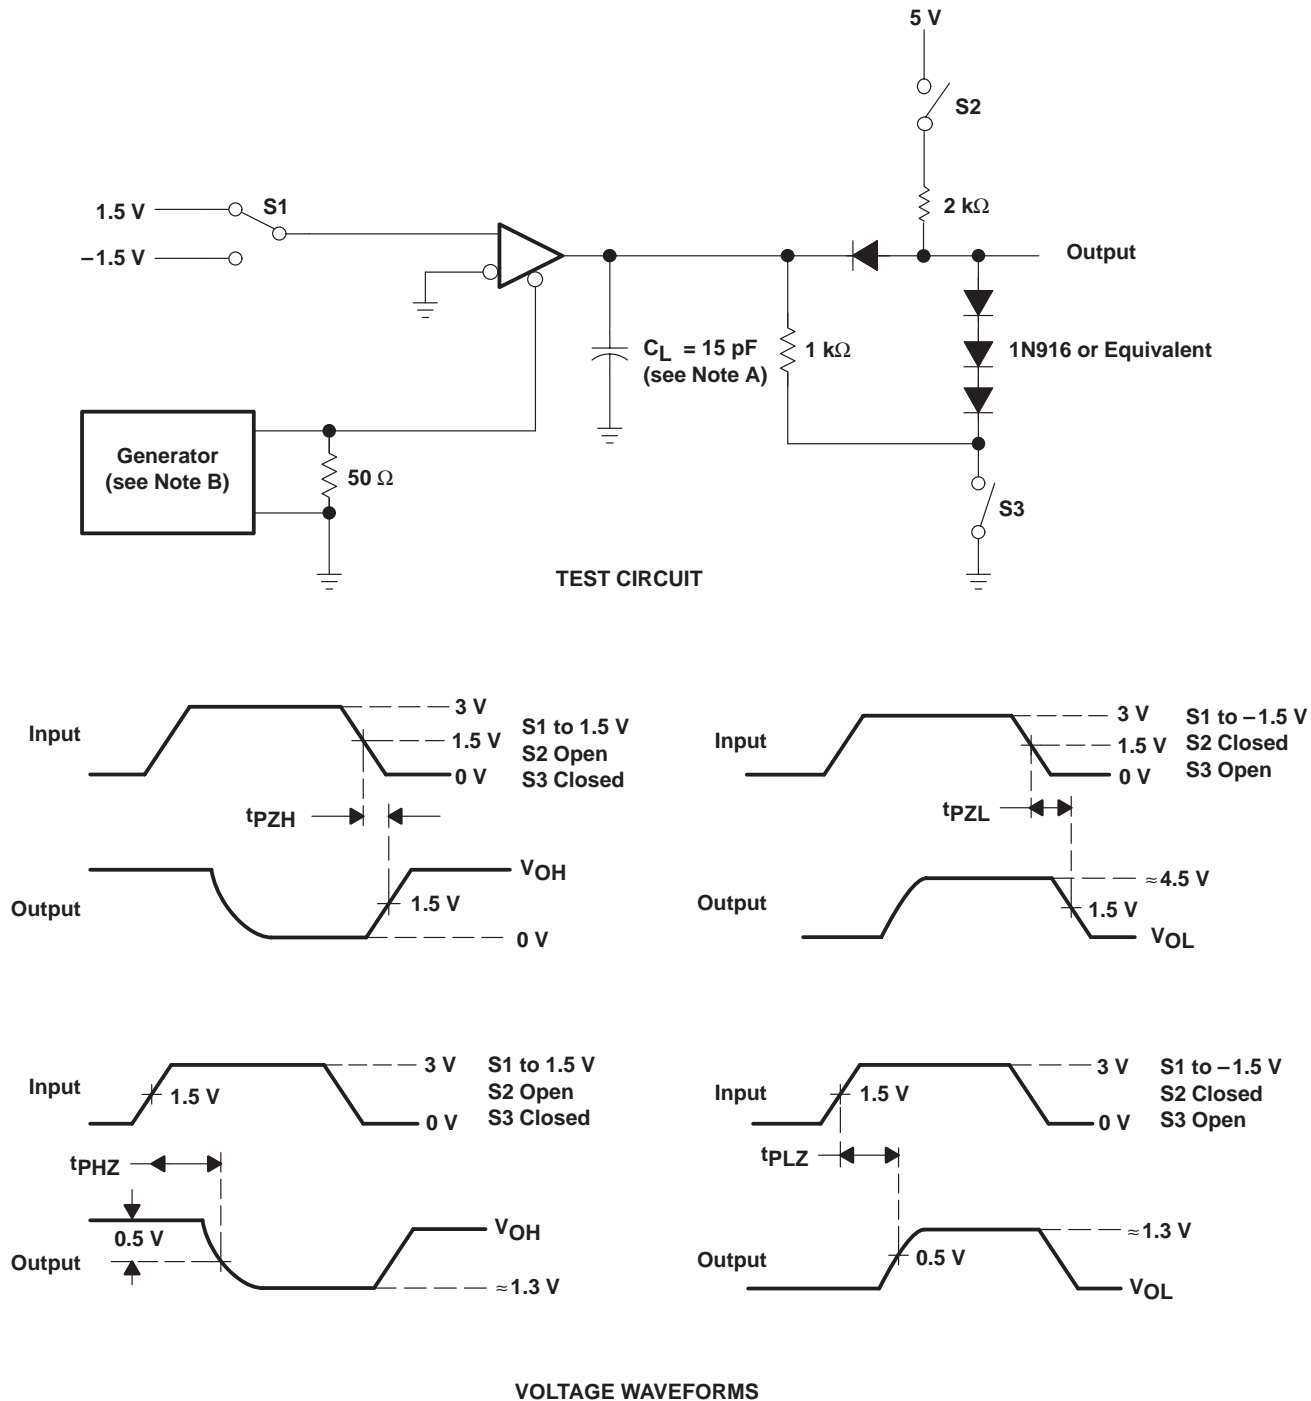 5 V
S2
2 kΩ
1.5 V
S1
–1.5 V
Output
CL = 15 pF
(see Note A)
1 kΩ
1N916 or Equivalent
Generator
(see Note B)
50 Ω
S3
TEST CIRCUIT
Input
3 V
1.5 V
0 V
S1 to 1.5 V
S2 Open
S3 Closed
tPZH
Output
VOH
1.5 V
0 V
Input
3 V
1.5 V
0 V
S1 to –1.5 V
S2 Closed
S3 Open
tPZL
Output
≈4.5 V
1.5 V
VOL
Input
3 V
1.5 V
0 V
S1 to 1.5 V
S2 Open
S3 Closed
tPHZ
0.5 V
Output
VOH
≈1.3 V
Input
3 V
1.5 V
0 V
S1 to –1.5 V
S2 Closed
S3 Open
tPLZ
Output
≈1.3 V
0.5 V
VOL
VOLTAGE WAVEFORMS